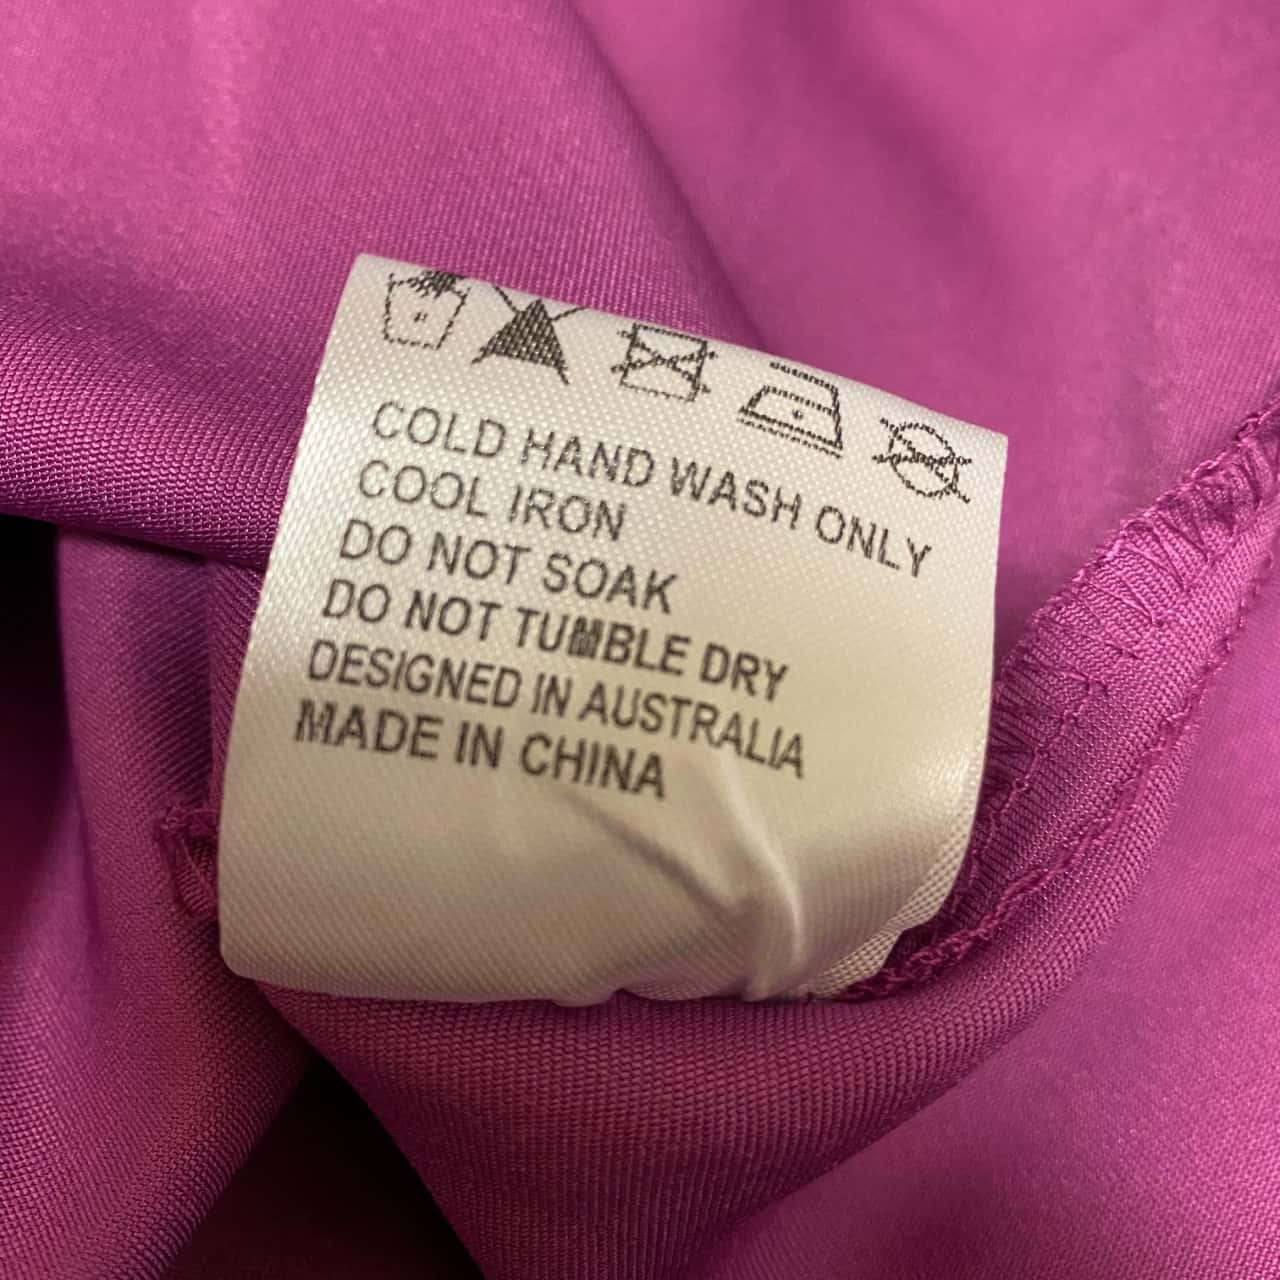 COLD HAND WASH ONLY
COOL IRON
DO NOT SOAK
DO NOT TUMBLE DRY
DESIGNED IN AUSTRALIA
MADE IN CHINA